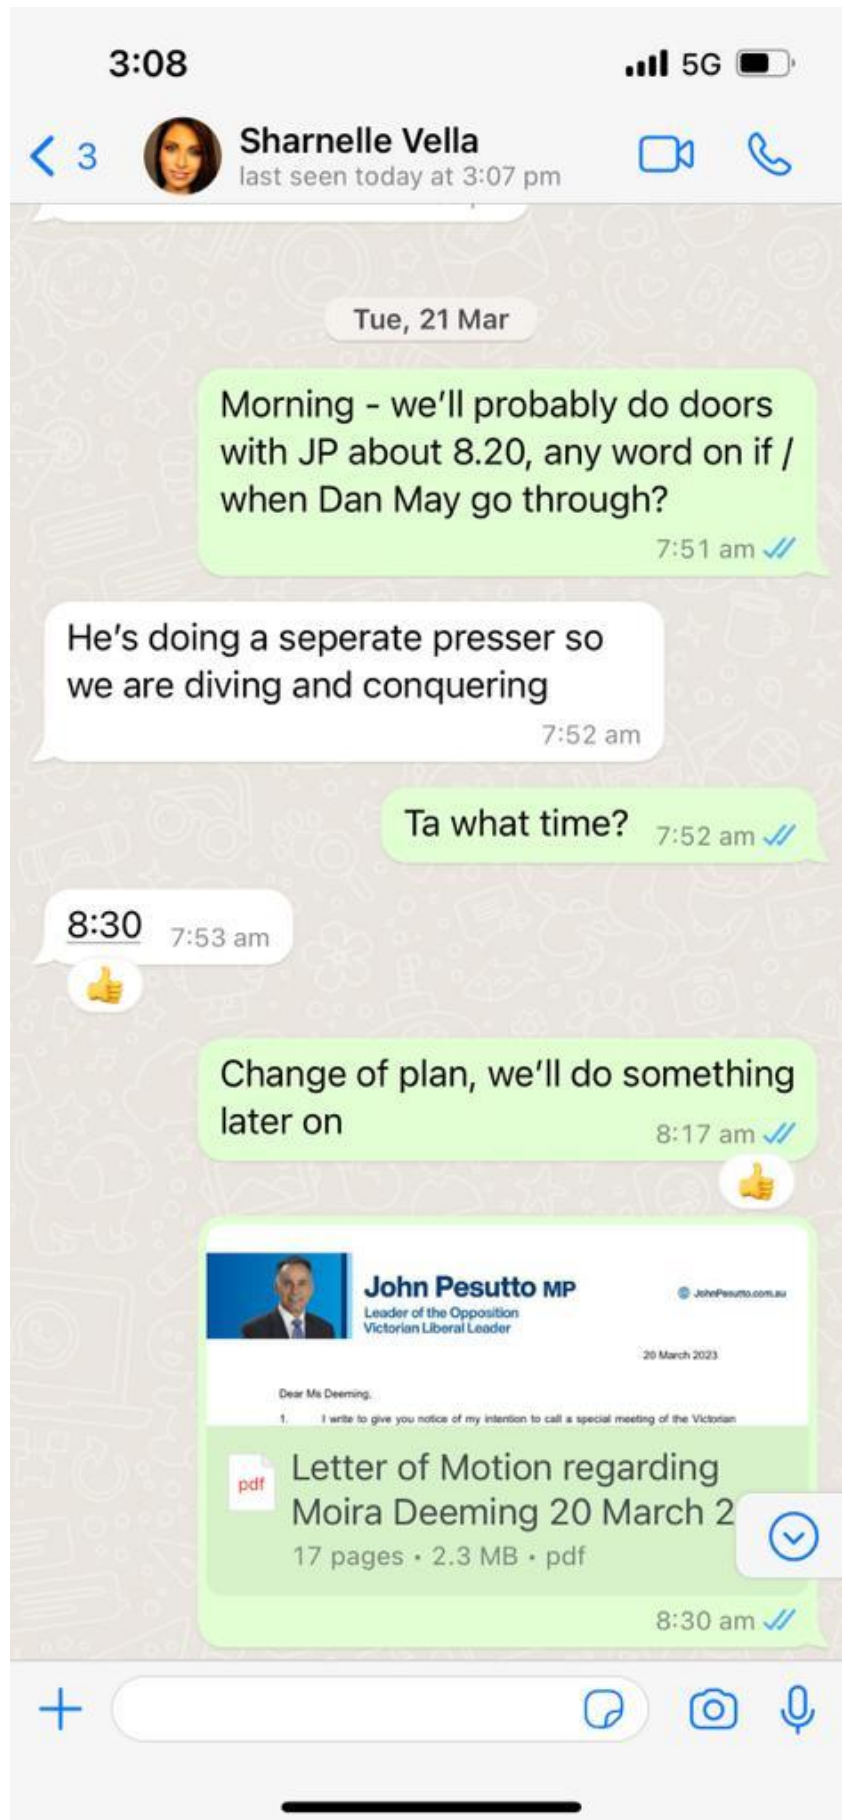 3:08
5G
3
Sharnelle Vella
last seen today at 3:07 pm
Tue, 21 Mar
Morning - we'll probably do doors
with JP about 8.20, any word on if /
when Dan May go through?
7:51 am
He's doing a seperate presser so
we are diving and conquering
7:52 am
Ta what time?
7:52 am
8:30
7:53 am
Change of plan, we'll do something
later on
8:17 am
John Pesutto MP
Leader of the Opposition
Victorian Liberal Leader
JohnPesutto.com.au
20 March 2023
Dear Ms Deeming,
1. I write to give you notice of my intention to call a special meeting of the Victorian
pdf
Letter of Motion regarding
Moira Deeming 20 March 2
17 pages • 2.3 MB • pdf
8:30 am